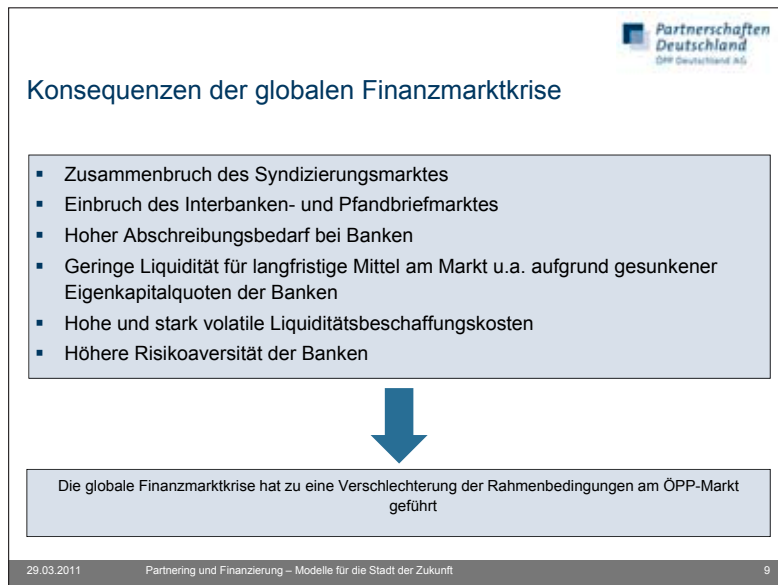 Partnerschaften
Deutschland
ÖPP Deutschland AG
Konsequenzen der globalen Finanzmarktkrise
▪ Zusammenbruch des Syndizierungsmarktes
▪ Einbruch des Interbanken- und Pfandbriefmarktes
▪ Hoher Abschreibungsbedarf bei Banken
▪ Geringe Liquidität für langfristige Mittel am Markt u.a. aufgrund gesunkener
Eigenkapitalquoten der Banken
▪ Hohe und stark volatile Liquiditätsbeschaffungskosten
▪ Höhere Risikoaversität der Banken
Die globale Finanzmarktkrise hat zu eine Verschlechterung der Rahmenbedingungen am ÖPP-Markt
geführt
29.03.2011 Partnering und Finanzierung – Modelle für die Stadt der Zukunft 9